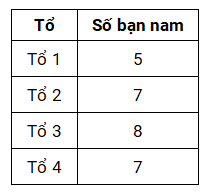 Tổ Số bạn nam
Tổ 1 5
Tổ 2 7
Tổ 3 8
Tổ 4 7